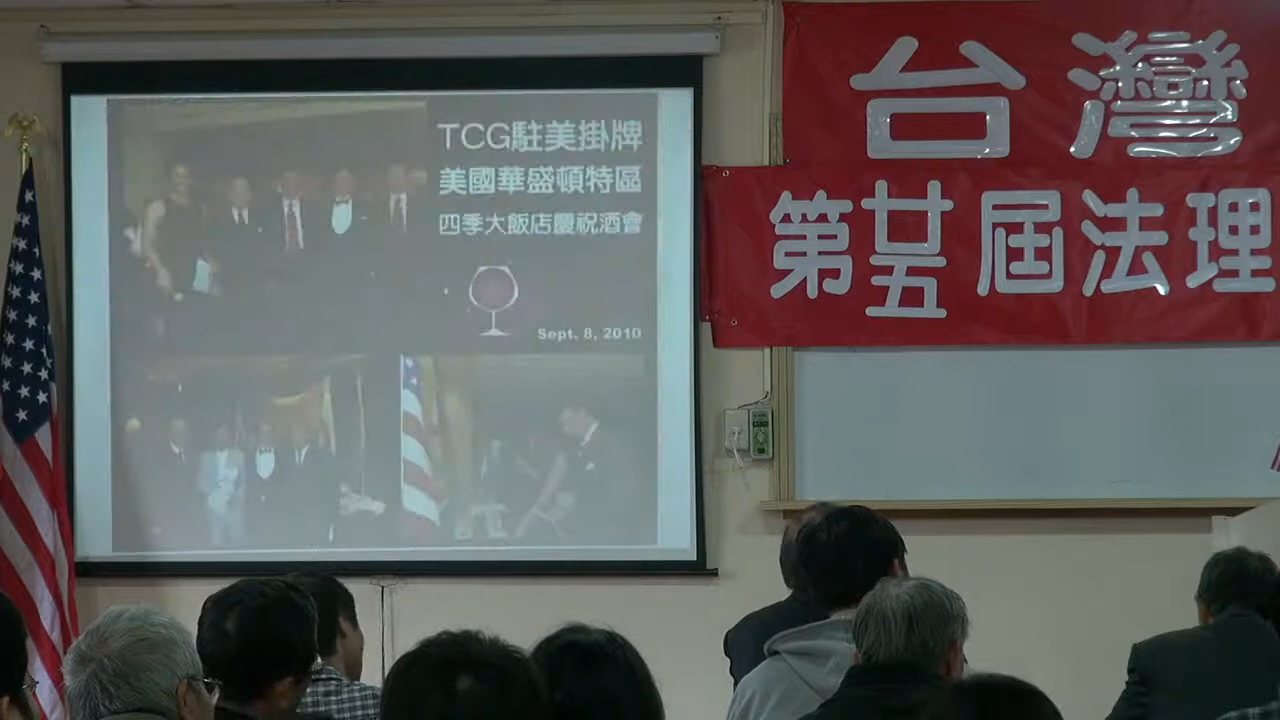 TCG駐美掛牌
美國華盛頓特區
四季大飯店慶祝酒會
Sept. 8, 2010
台灣
第廿五屆法理